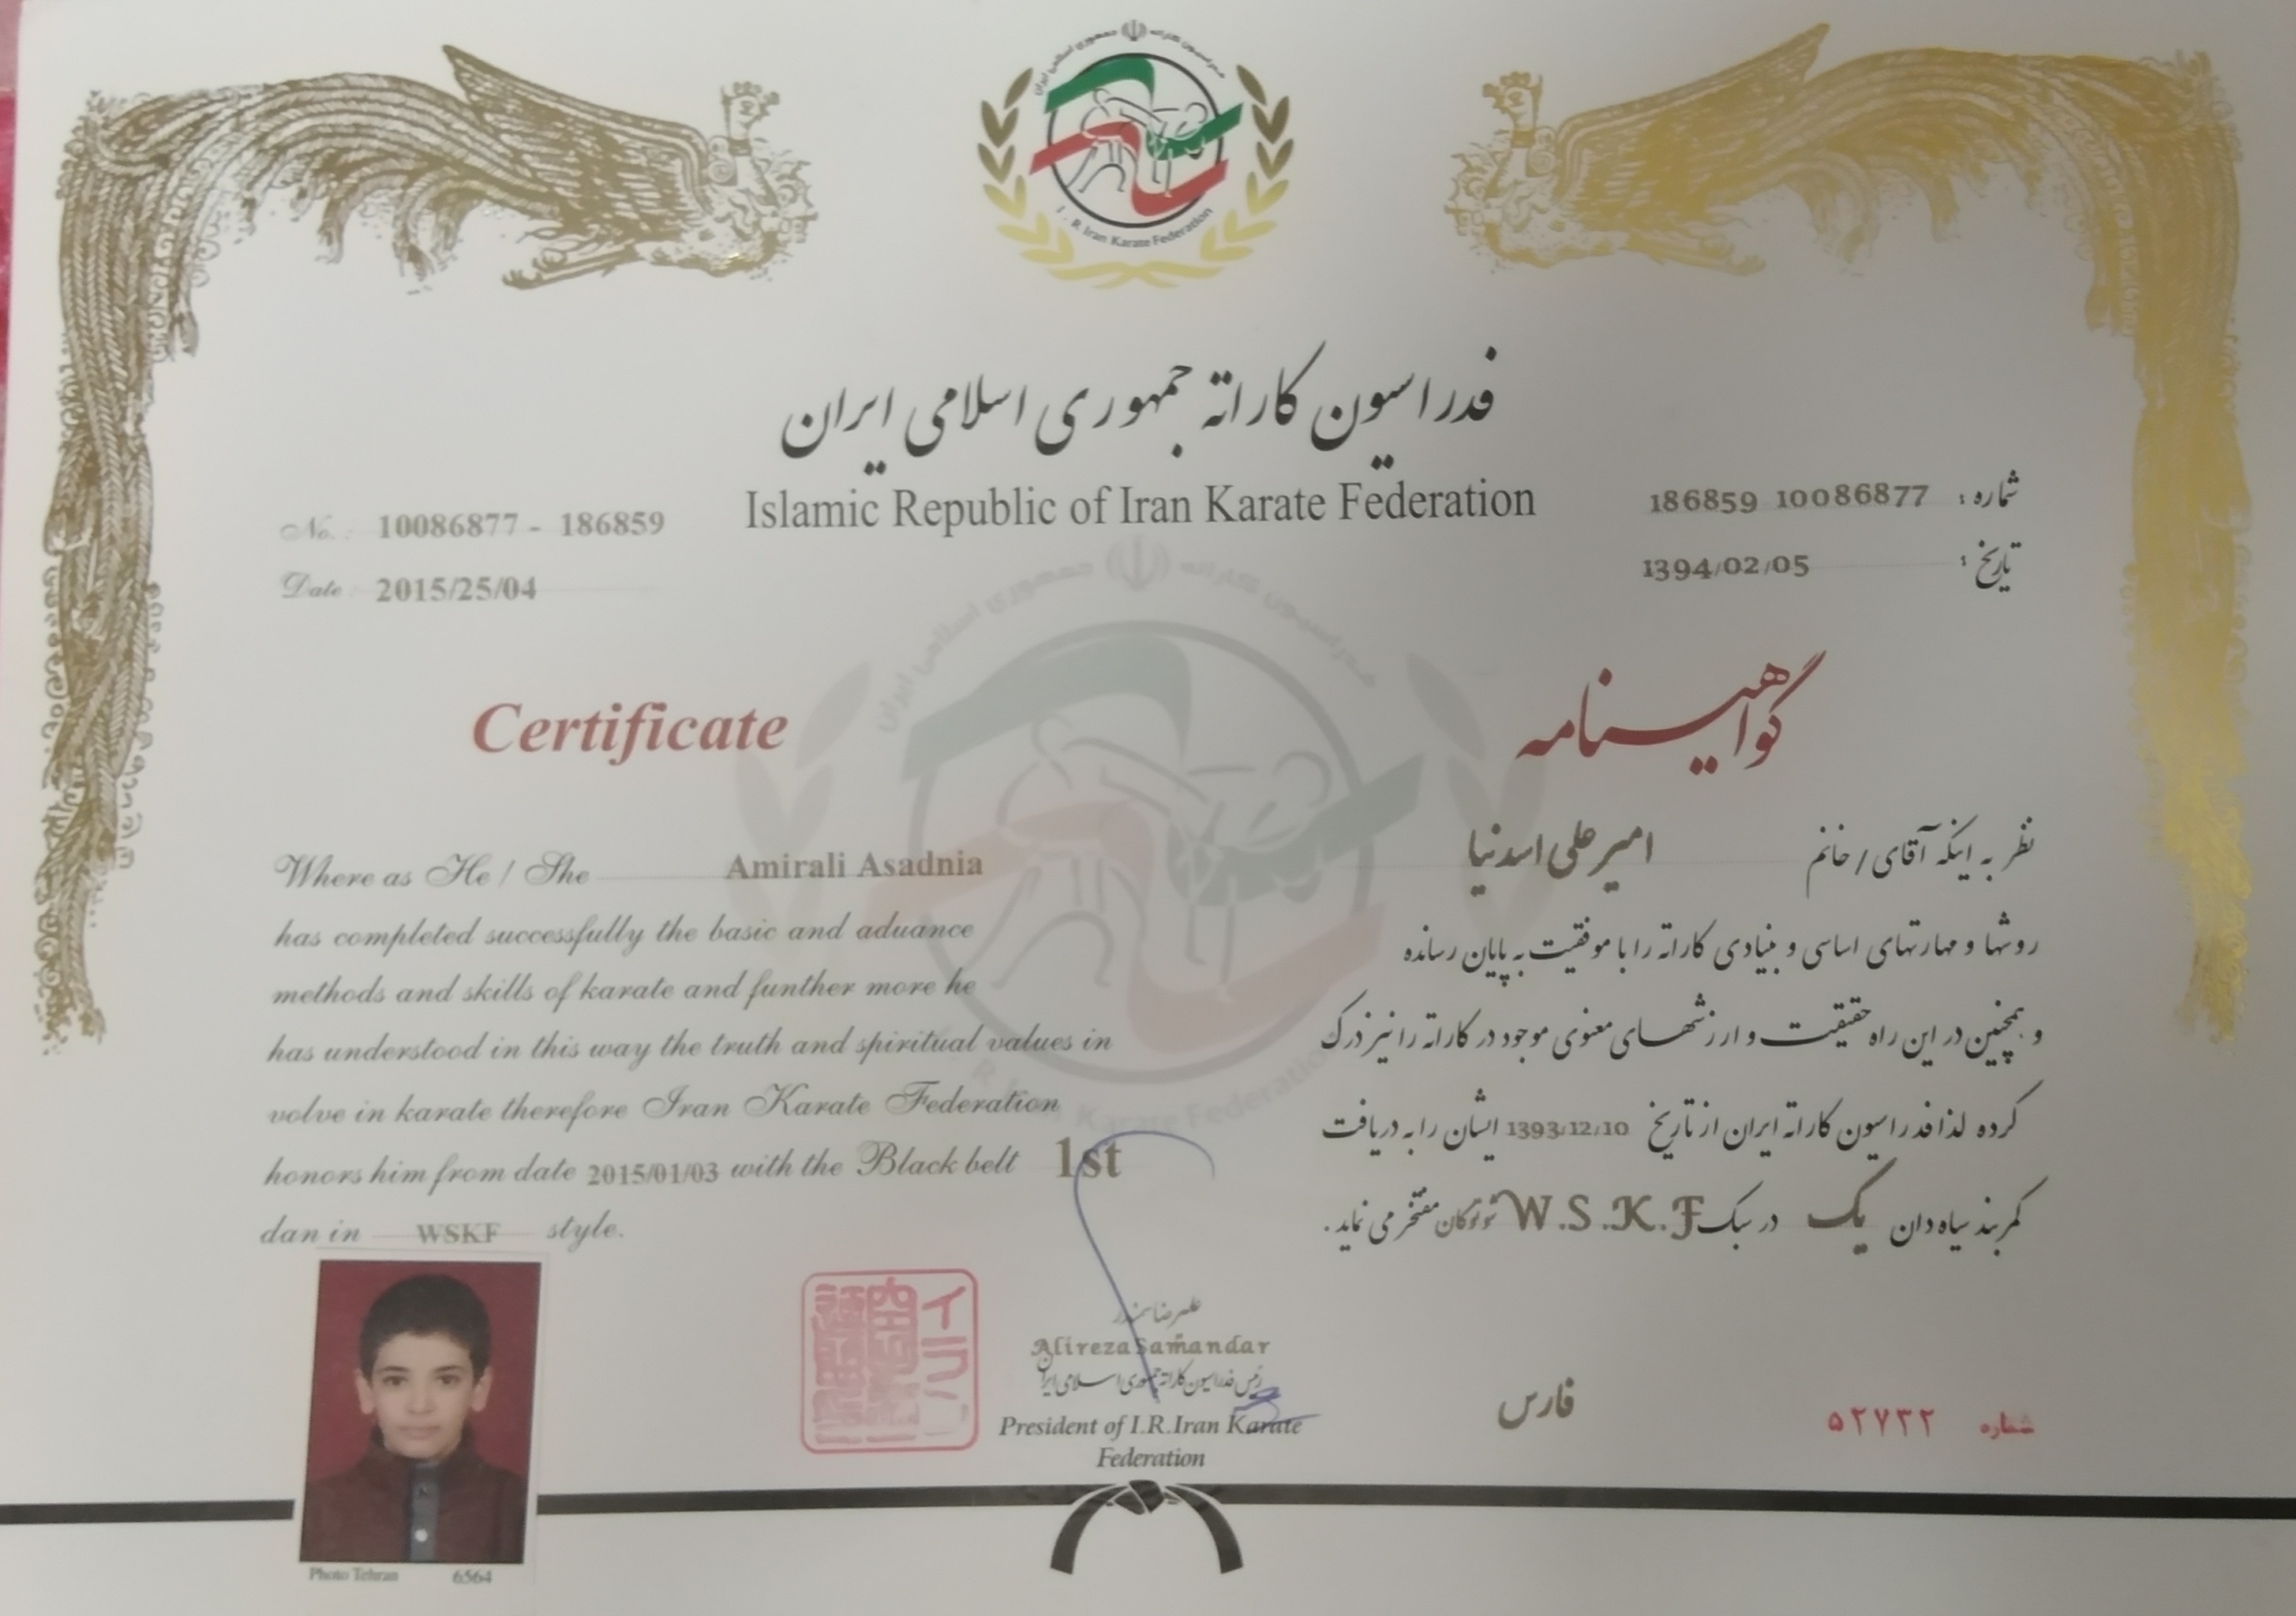 فدراسیون کاراته جمهوری اسلامی ایران
I . R Iran Karate Federation
فدراسیون کاراته جمهوری اسلامی ایران
Islamic Republic of Iran Karate Federation
No. : 10086877 - 186859
Date : 2015/25/04
شماره : 10086877 186859
تاریخ : 1394/02/05
Certificate
Where as He / She Amirali Asadnia
has completed successfully the basic and aduance
methods and skills of karate and funther more he
has understood in this way the truth and spiritual values in
volve in karate therefore Iran Karate Federation
honors him from date 2015/01/03 with the Black belt 1st
dan in WSKF style.
گواهینامه
نظر به اینکه آقای / خانم امیرعلی اسدنیا
روشها و مهارتهای اساسی و بنیادی کاراته را با موفقیت به پایان رسانده
و همچنین در این راه حقیقت و ارزشهای معنوی موجود در کاراته را نیز درک
کرده لذا فدراسیون کاراته ایران از تاریخ 1393/12/10 ایشان را به دریافت
کمربند سیاه دان یک در سبک W.S.K.F شوتوکان مفتخر می نماید.
علیرضا سمندر
Alireza Samandar
رئیس فدراسیون کاراته جمهوری اسلامی ایران
President of I.R.Iran Karate
Federation
فارس
شماره ۵۲۷۳۲
Photo Tehran 6564